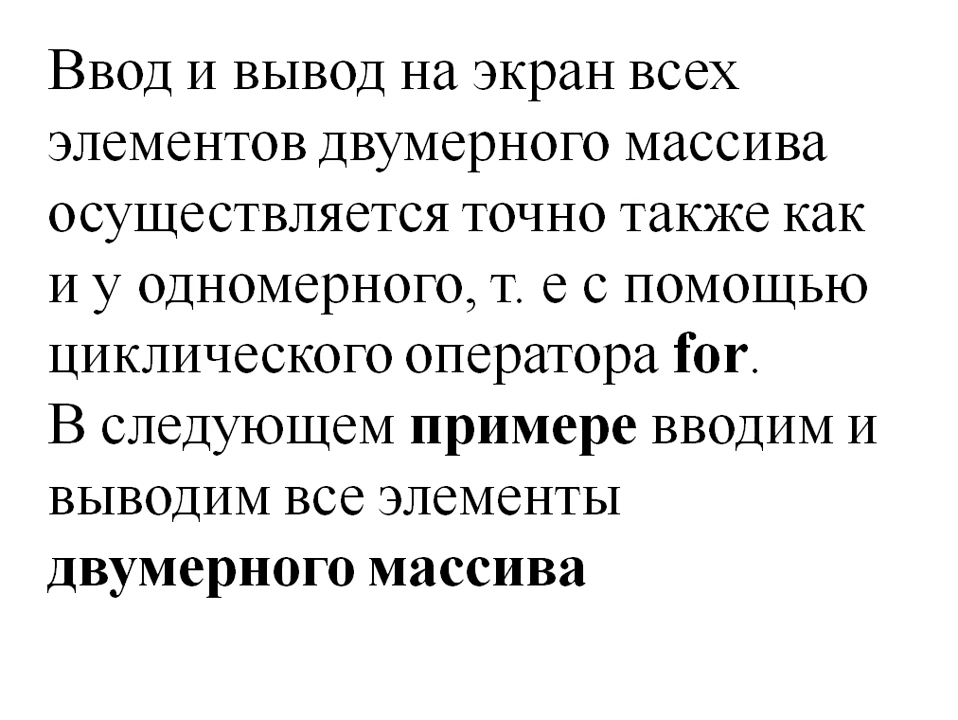 Ввод и вывод на экран всех
элементов двумерного массива
осуществляется точно также как
и у одномерного, т. е с помощью
циклического оператора for.
В следующем примере вводим и
выводим все элементы
двумерного массива